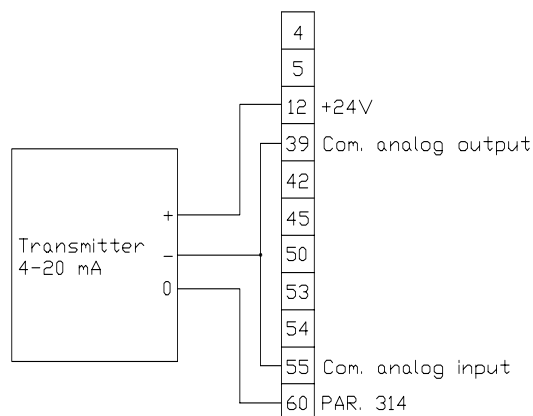 4
5
12 +24V
39 Com. analog output
42
45
+
Transmitter
4-20 mA
-
50
0
53
54
55 Com. analog input
60 PAR. 314